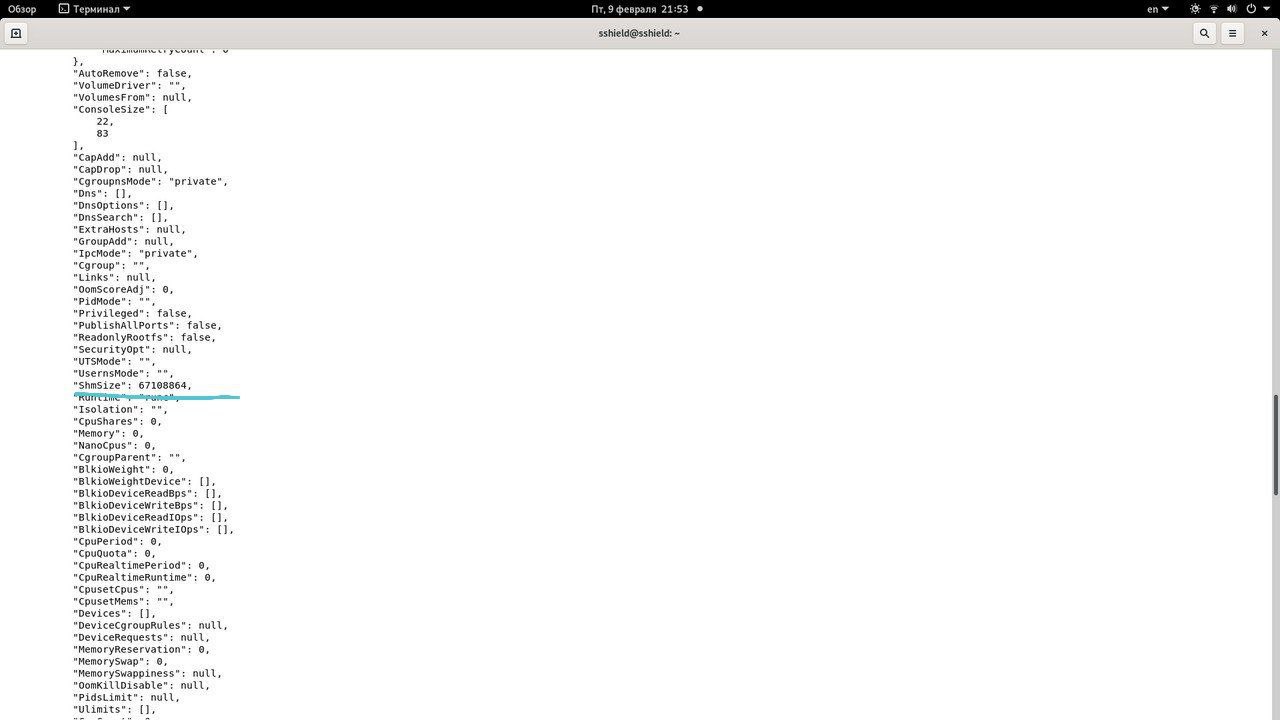 Обзор
Терминал
Пт, 9 февраля 21:53
en
sshield@sshield: ~
"MaximumRetryCount": 0
},
"AutoRemove": false,
"VolumeDriver": "",
"VolumesFrom": null,
"ConsoleSize": [
22,
83
],
"CapAdd": null,
"CapDrop": null,
"CgroupnsMode": "private",
"Dns": [],
"DnsOptions": [],
"DnsSearch": [],
"ExtraHosts": null,
"GroupAdd": null,
"IpcMode": "private",
"Cgroup": "",
"Links": null,
"OomScoreAdj": 0,
"PidMode": "",
"Privileged": false,
"PublishAllPorts": false,
"ReadonlyRootfs": false,
"SecurityOpt": null,
"UTSMode": "",
"UsernsMode": "",
"ShmSize": 67108864,
"Runtime": "runc",
"Isolation": "",
"CpuShares": 0,
"Memory": 0,
"NanoCpus": 0,
"CgroupParent": "",
"BlkioWeight": 0,
"BlkioWeightDevice": [],
"BlkioDeviceReadBps": [],
"BlkioDeviceWriteBps": [],
"BlkioDeviceReadIOps": [],
"BlkioDeviceWriteIOps": [],
"CpuPeriod": 0,
"CpuQuota": 0,
"CpuRealtimePeriod": 0,
"CpuRealtimeRuntime": 0,
"CpusetCpus": "",
"CpusetMems": "",
"Devices": [],
"DeviceCgroupRules": null,
"DeviceRequests": null,
"MemoryReservation": 0,
"MemorySwap": 0,
"MemorySwappiness": null,
"OomKillDisable": null,
"PidsLimit": null,
"Ulimits": [],